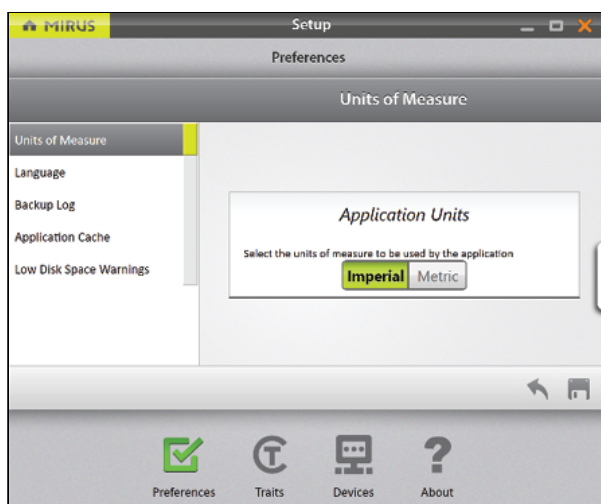 MIRUS
Setup
Preferences
Units of Measure
Units of Measure
Language
Backup Log
Application Cache
Low Disk Space Warnings
Application Units
Select the units of measure to be used by the application
Imperial Metric
Preferences Traits Devices About